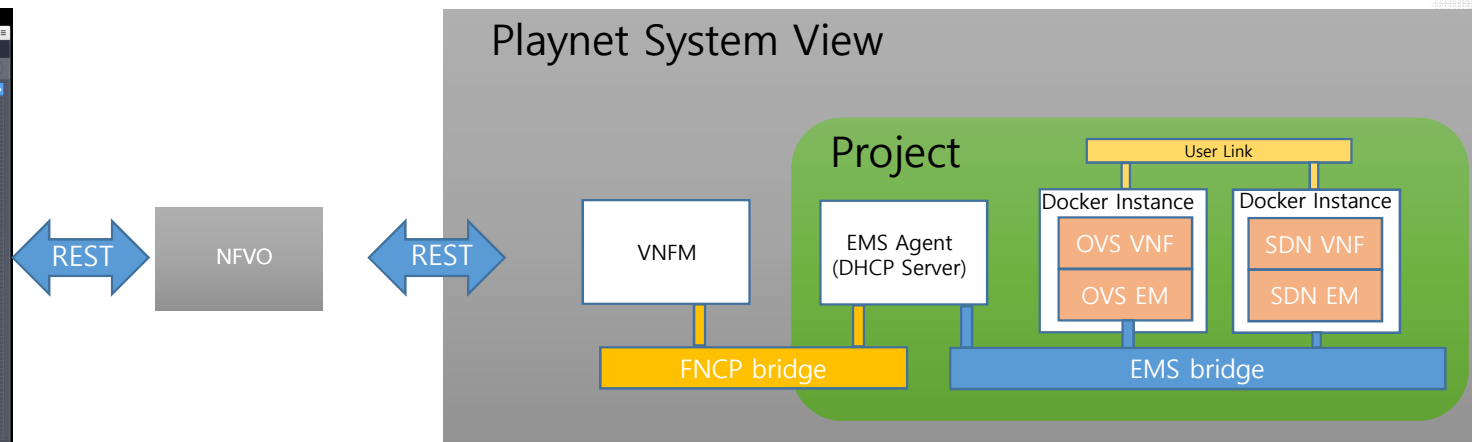 Playnet System View
Project
User Link
Docker Instance
Docker Instance
REST
NFVO
REST
VNFM
EMS Agent
(DHCP Server)
OVS VNF
OVS EM
SDN VNF
SDN EM
FNCP bridge
EMS bridge